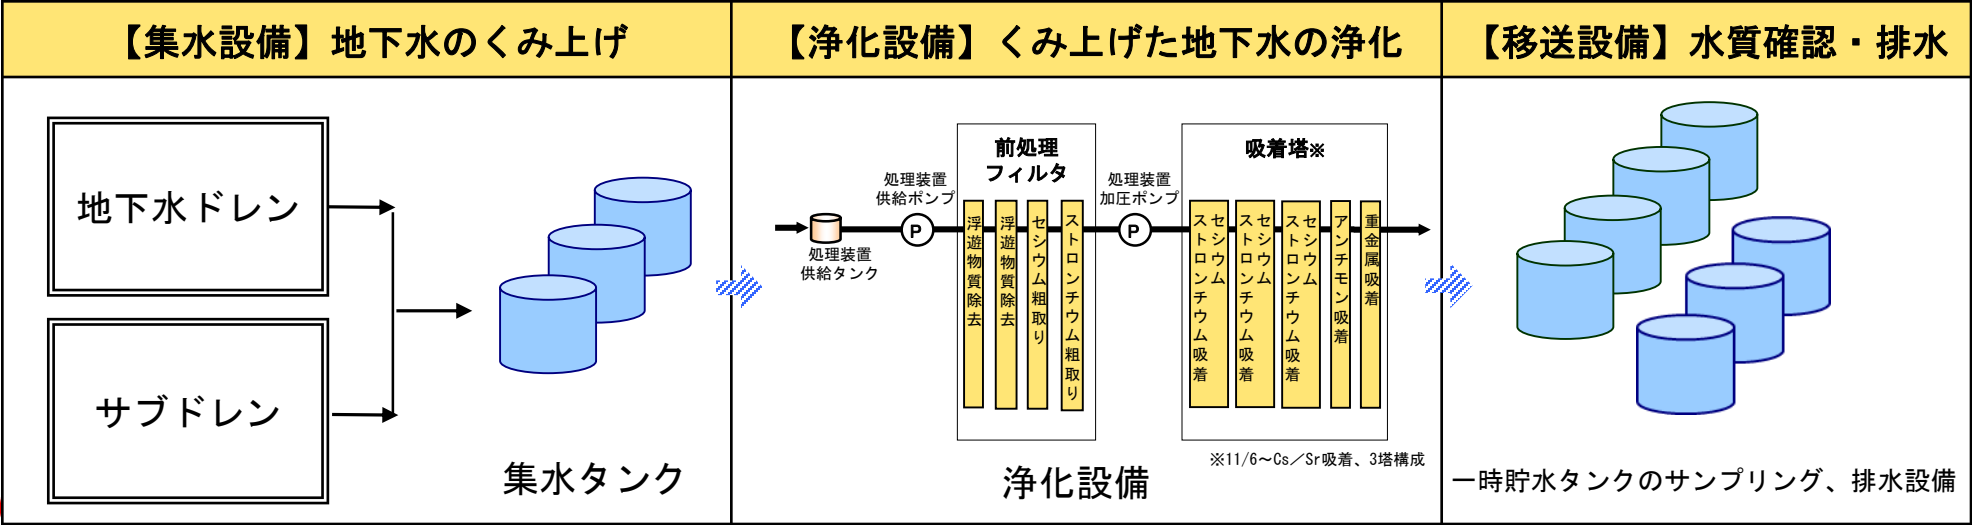 【集水設備】地下水のくみ上げ
【浄化設備】くみ上げた地下水の浄化
【移送設備】水質確認・排水
地下水ドレン
サブドレン
集水タンク
処理装置
供給タンク
処理装置
供給ポンプ
P
前処理
フィルタ
浮遊物質除去
浮遊物質除去
セシウム粗取り
ストロンチウム粗取り
処理装置
加圧ポンプ
P
吸着塔※
セシウム
ストロンチウム吸着
セシウム
ストロンチウム吸着
セシウム
ストロンチウム吸着
アンチモン吸着
重金属吸着
※11/6～Cs／Sr吸着、3塔構成
浄化設備
一時貯水タンクのサンプリング、排水設備